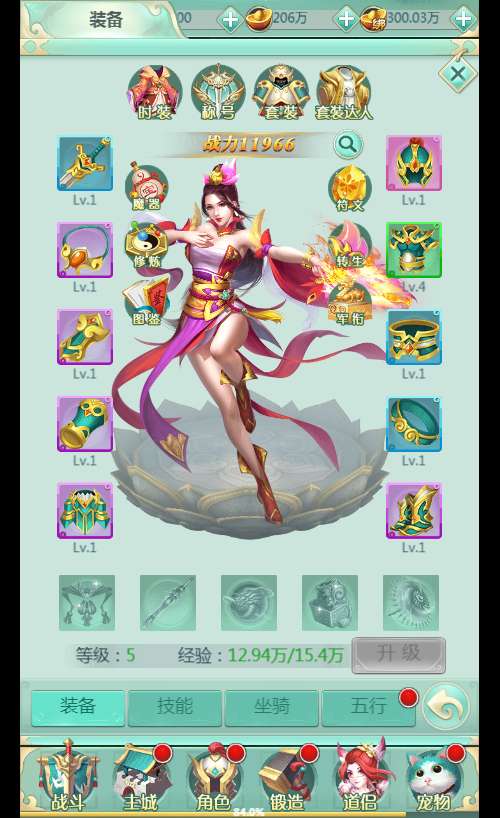 装备
00
206万
绑
300.03万
时装
称号
套装
套装达人
战力11966
Lv.1
魔器
符文
Lv.1
Lv.1
修炼
转生
Lv.4
Lv.1
图鉴
军衔
Lv.1
Lv.1
Lv.1
Lv.1
Lv.1
等级：5
经验：12.94万/15.4万
升级
装备
技能
坐骑
五行
战斗
主城
角色
锻造
道侣
宠物
84.0%